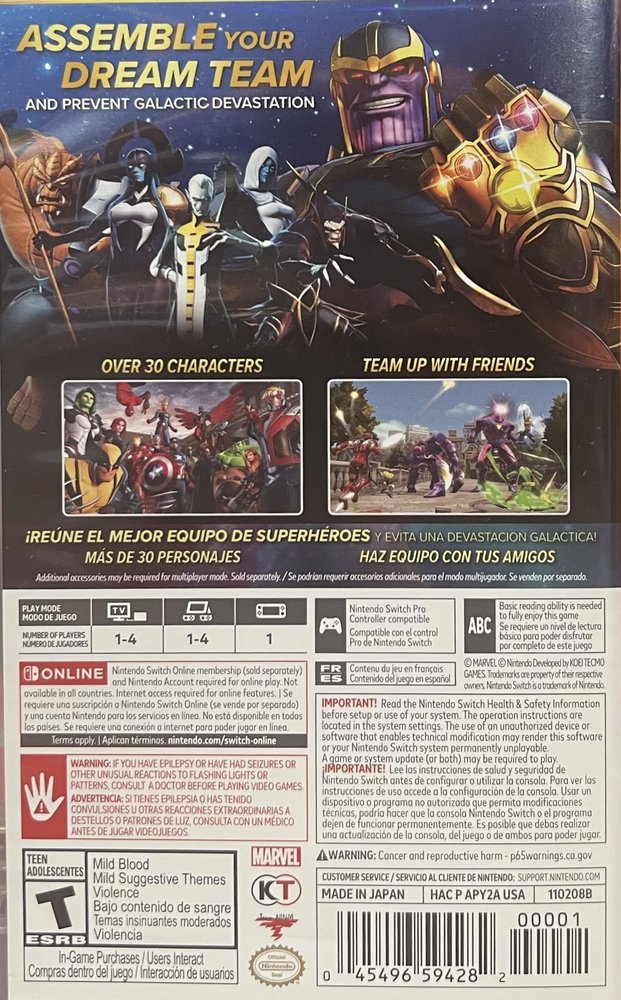 ASSEMBLE YOUR
DREAM TEAM
AND PREVENT GALACTIC DEVASTATION
OVER 30 CHARACTERS
TEAM UP WITH FRIENDS
¡REÚNE EL MEJOR EQUIPO DE SUPERHÉROES Y EVITA UNA DEVASTACION GALACTICA!
MÁS DE 30 PERSONAJES
HAZ EQUIPO CON TUS AMIGOS
Additional accessories may be required for multiplayer mode. Sold separately. / Se podrían requerir accesorios adicionales para el modo multijugador. Se venden por separado.
PLAY MODE
MODO DE JUEGO
TV
NUMBER OF PLAYERS
NÚMERO DE JUGADORES
1-4
1-4
1
Nintendo Switch Pro
Controller compatible
Compatible con el control
Pro de Nintendo Switch
ABC
Basic reading ability is needed
to fully enjoy this game
Se requiere un nivel de lectura
básico para poder disfrutar
por completo de este juego
FR
ES
Contenu du jeu en français
Contenido del juego en español
© MARVEL © Nintendo Developed by KOEI TECMO
GAMES. Trademarks are property of their respective
owners. Nintendo Switch is a trademark of Nintendo.
ONLINE
Nintendo Switch Online membership (sold separately)
and Nintendo Account required for online play. Not
available in all countries. Internet access required for online features. | Se
requiere una suscripción a Nintendo Switch Online (se vende por separado)
y una cuenta Nintendo para los servicios en línea. No está disponible en todos
los países. Se requiere una conexión a internet para poder jugar en línea.
Terms apply. | Aplican términos. nintendo.com/switch-online
WARNING: IF YOU HAVE EPILEPSY OR HAVE HAD SEIZURES OR
OTHER UNUSUAL REACTIONS TO FLASHING LIGHTS OR
PATTERNS, CONSULT A DOCTOR BEFORE PLAYING VIDEO GAMES.
ADVERTENCIA: SI TIENES EPILEPSIA O HAS TENIDO
CONVULSIONES U OTRAS REACCIONES EXTRAORDINARIAS A
DESTELLOS O PATRONES DE LUZ, CONSULTA CON UN MÉDICO
ANTES DE JUGAR VIDEOJUEGOS.
IMPORTANT! Read the Nintendo Switch Health & Safety Information
before setup or use of your system. The operation instructions are
located in the system settings. The use of an unauthorized device or
software that enables technical modification may render this software
or your Nintendo Switch system permanently unplayable.
A game or system update (or both) may be required to play.
¡IMPORTANTE! Lee las instrucciones de salud y seguridad de
Nintendo Switch antes de configurar o utilizar la consola. Para ver las
instrucciones de uso accede a la configuración de la consola. Usar un
dispositivo o programa no autorizado que permita modificaciones
técnicas, podría hacer que la consola Nintendo Switch o el programa
dejen de funcionar permanentemente. Es posible que debas realizar
una actualización de la consola, del juego o de ambos para poder jugar.
WARNING: Cancer and reproductive harm - p65warnings.ca.gov
CUSTOMER SERVICE / SERVICIO AL CLIENTE DE NINTENDO: SUPPORT.NINTENDO.COM
MADE IN JAPAN
HAC P APY2A USA
110208B
TEEN
ADOLESCENTES
T
ESRB
Mild Blood
Mild Suggestive Themes
Violence
Bajo contenido de sangre
Temas insinuantes moderados
Violencia
In-Game Purchases / Users Interact
Compras dentro del juego / Interacción de usuarios
MARVEL
KT
Team NINJA
Official
Nintendo
Seal
00001
0 45496 59428 2